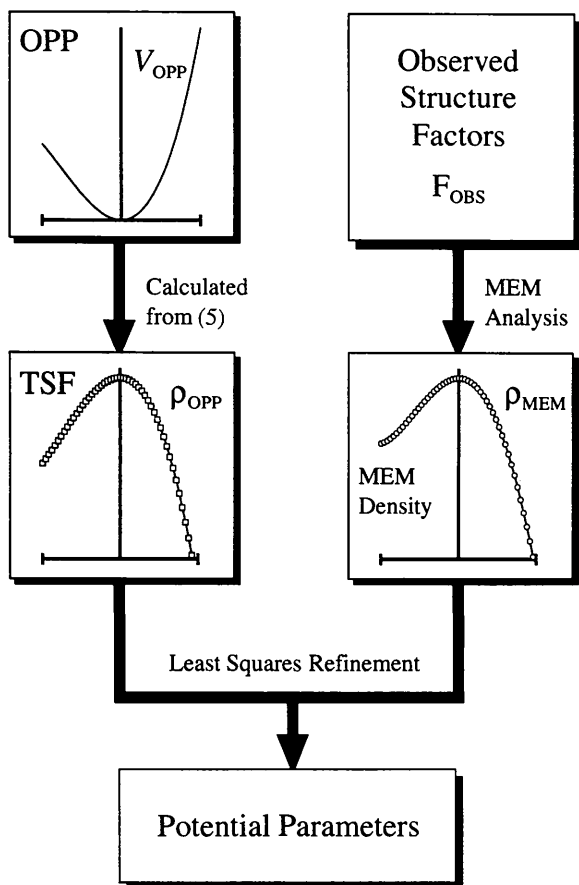 OPP
V_OPP
Observed
Structure
Factors
F_OBS
Calculated
from (5)
MEM
Analysis
TSF
ρ_OPP
ρ_MEM
MEM
Density
Least Squares Refinement
Potential Parameters